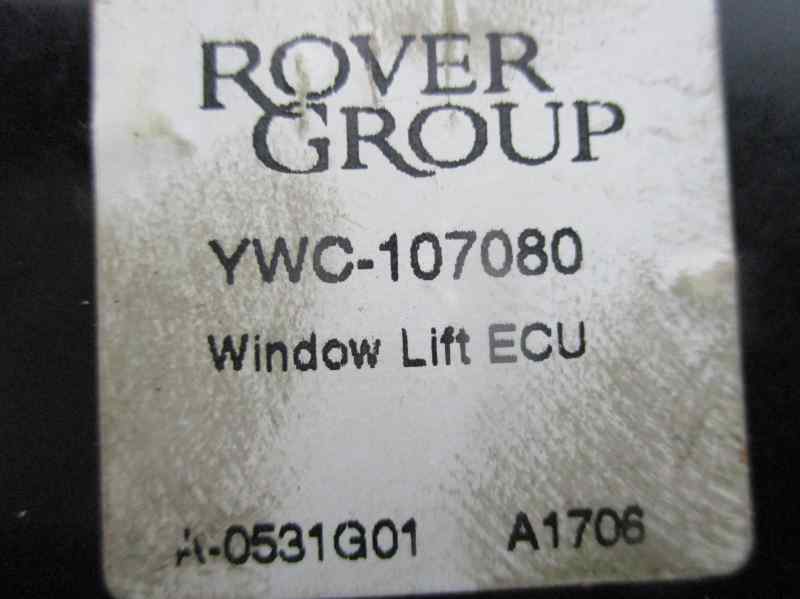 ROVER
GROUP
YWC-107080
Window Lift ECU
A-0531G01 A1706